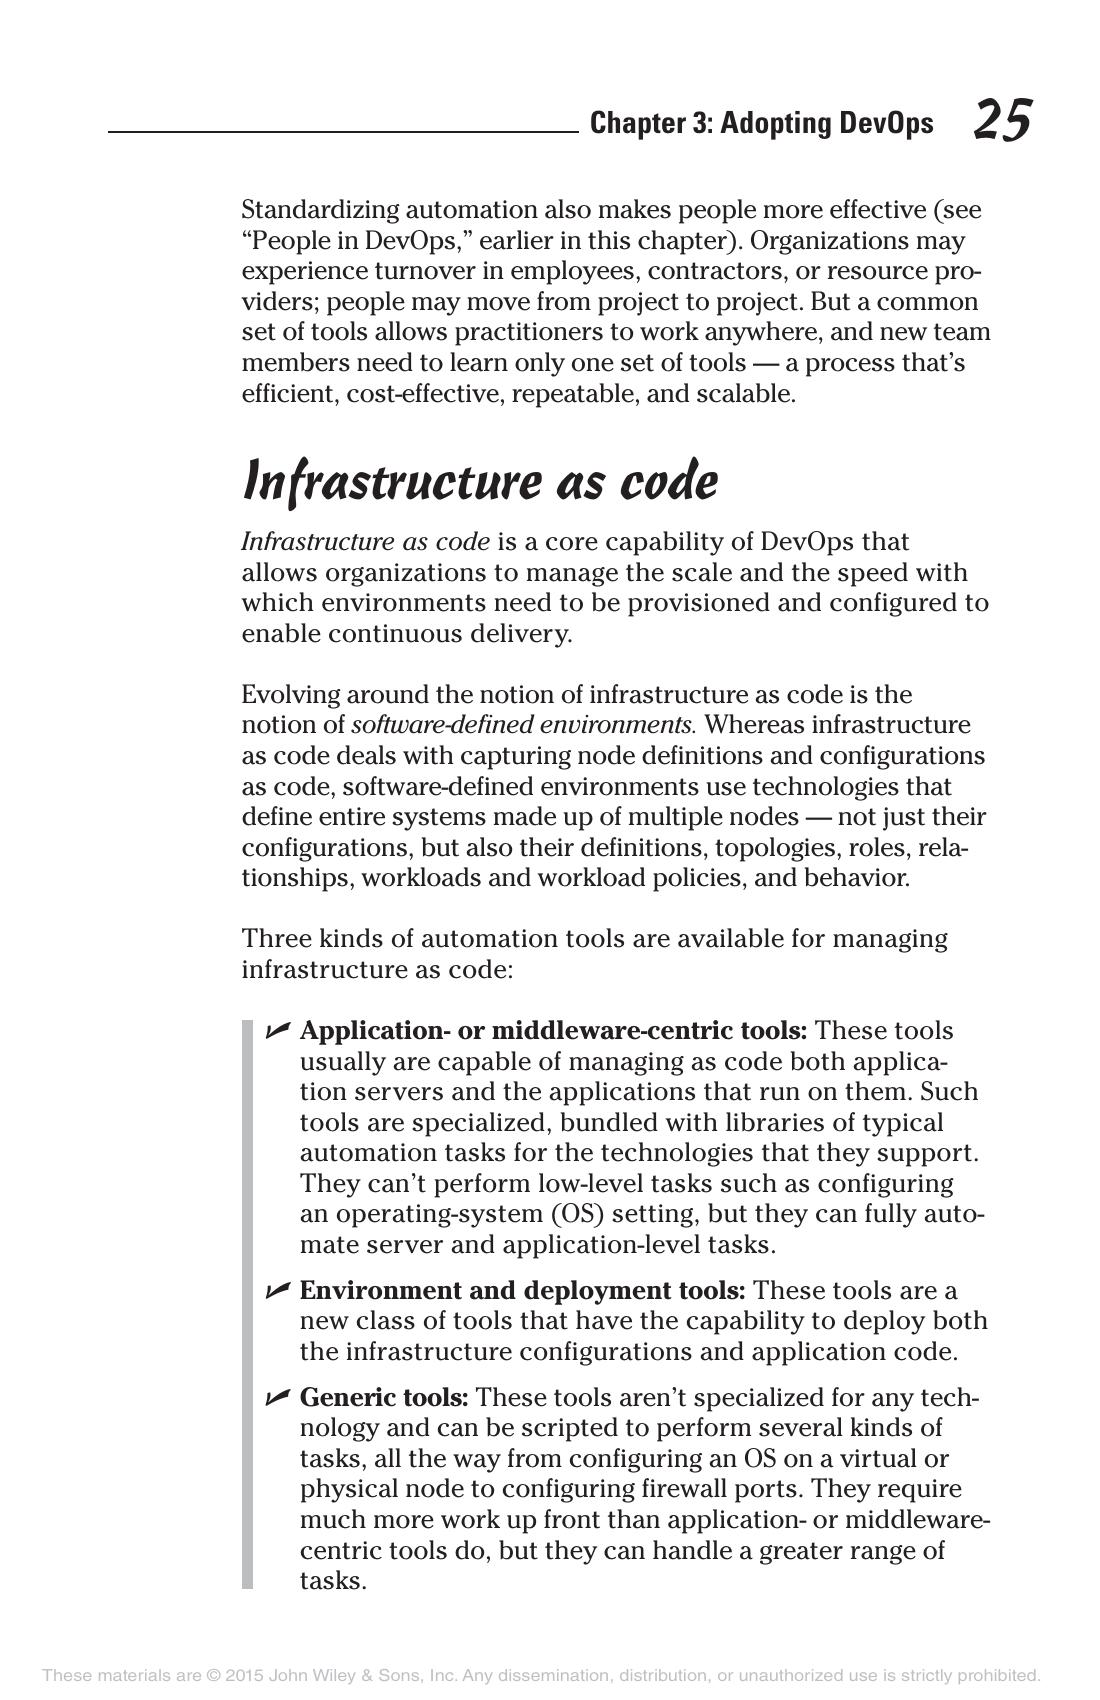 Chapter 3: Adopting DevOps 25
Standardizing automation also makes people more effective (see
“People in DevOps,” earlier in this chapter). Organizations may
experience turnover in employees, contractors, or resource pro-
viders; people may move from project to project. But a common
set of tools allows practitioners to work anywhere, and new team
members need to learn only one set of tools — a process that’s
efficient, cost-effective, repeatable, and scalable.
Infrastructure as code
Infrastructure as code is a core capability of DevOps that
allows organizations to manage the scale and the speed with
which environments need to be provisioned and configured to
enable continuous delivery.
Evolving around the notion of infrastructure as code is the
notion of software-defined environments. Whereas infrastructure
as code deals with capturing node definitions and configurations
as code, software-defined environments use technologies that
define entire systems made up of multiple nodes — not just their
configurations, but also their definitions, topologies, roles, rela-
tionships, workloads and workload policies, and behavior.
Three kinds of automation tools are available for managing
infrastructure as code:
✓ Application- or middleware-centric tools: These tools
usually are capable of managing as code both applica-
tion servers and the applications that run on them. Such
tools are specialized, bundled with libraries of typical
automation tasks for the technologies that they support.
They can’t perform low-level tasks such as configuring
an operating-system (OS) setting, but they can fully auto-
mate server and application-level tasks.
✓ Environment and deployment tools: These tools are a
new class of tools that have the capability to deploy both
the infrastructure configurations and application code.
✓ Generic tools: These tools aren’t specialized for any tech-
nology and can be scripted to perform several kinds of
tasks, all the way from configuring an OS on a virtual or
physical node to configuring firewall ports. They require
much more work up front than application- or middleware-
centric tools do, but they can handle a greater range of
tasks.
These materials are © 2015 John Wiley & Sons, Inc. Any dissemination, distribution, or unauthorized use is strictly prohibited.